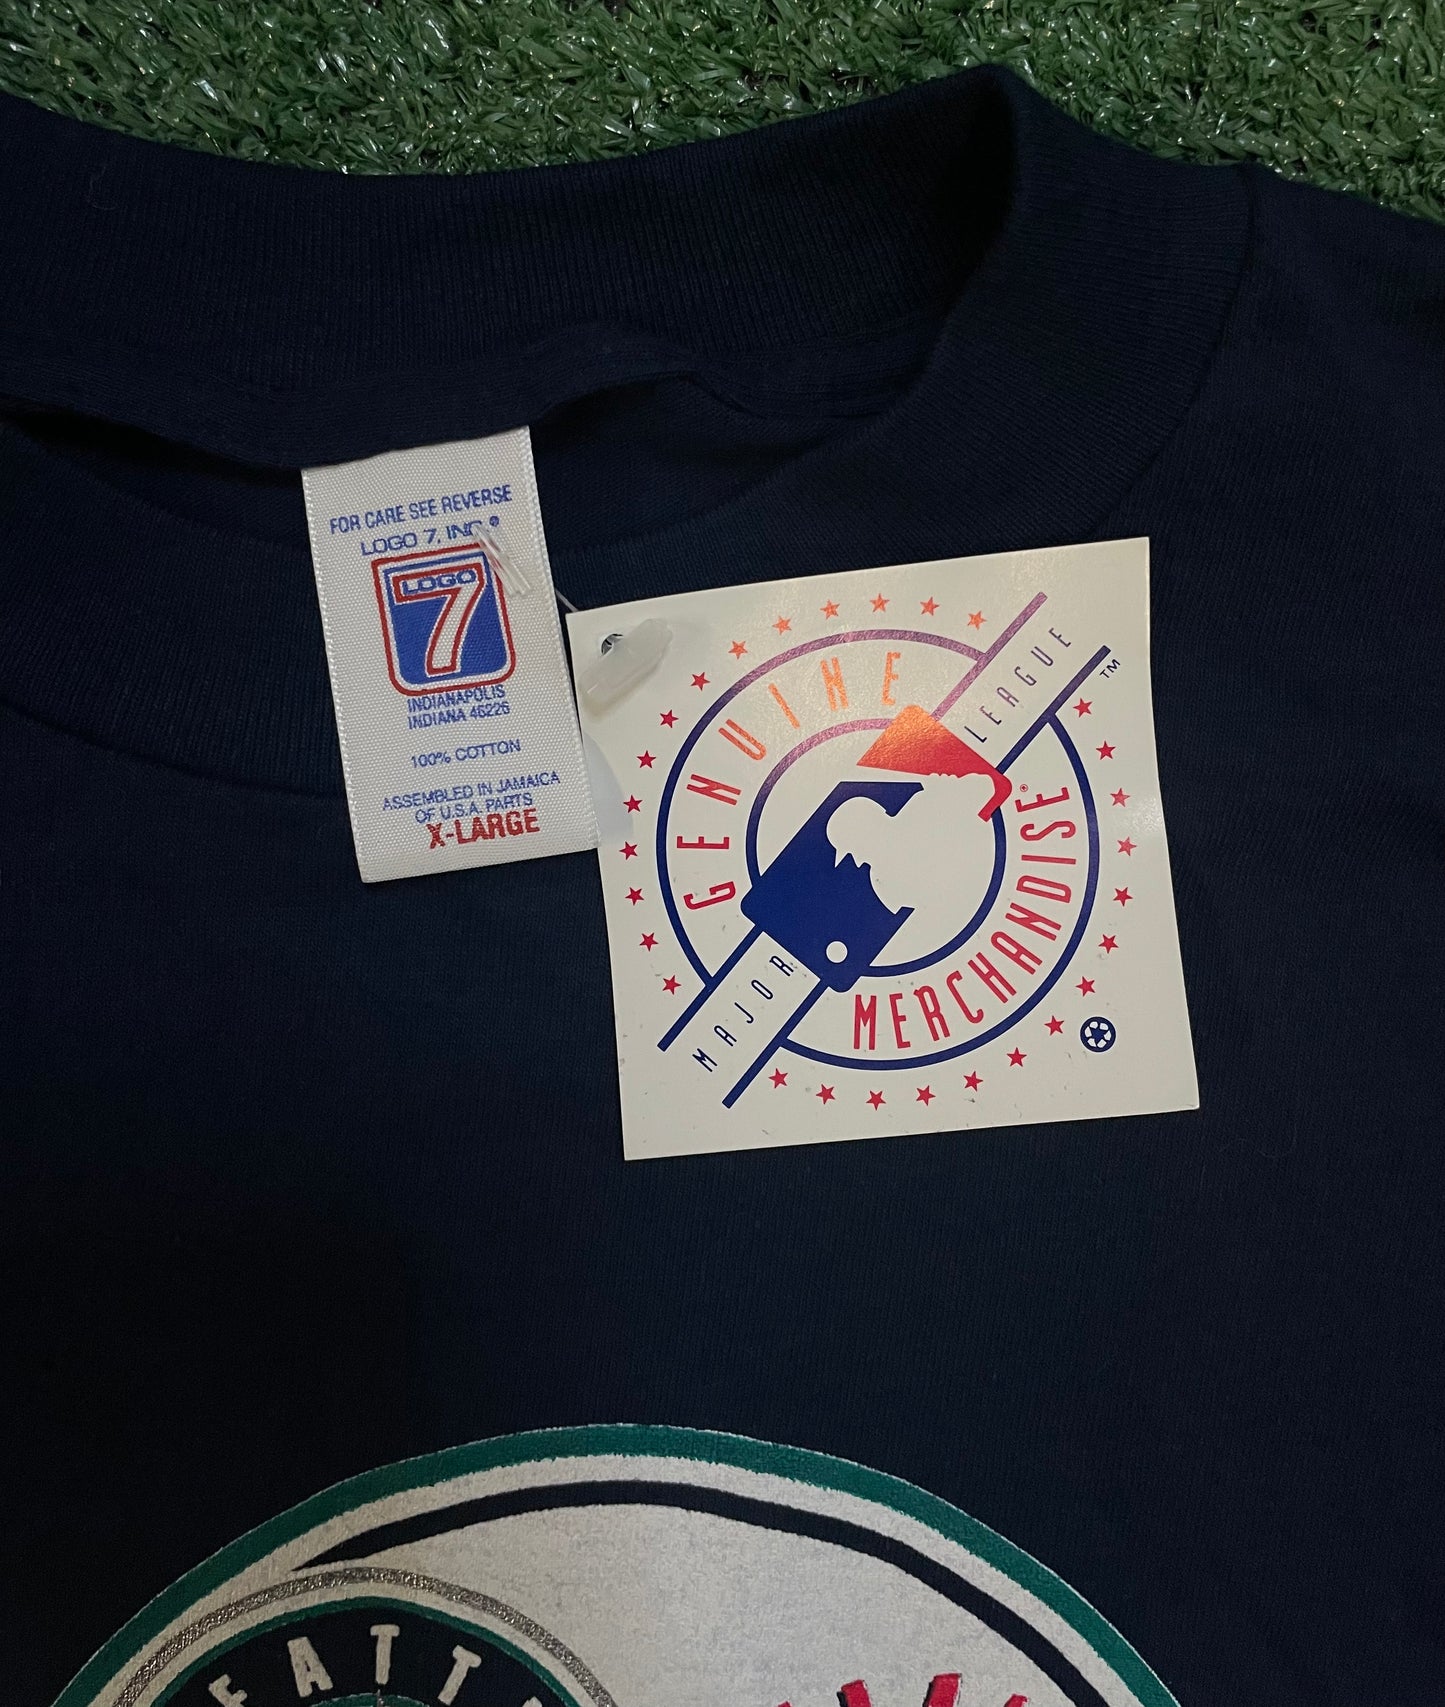 FOR CARE SEE REVERSE
LOGO 7, INC.®
LOGO
7
INDIANAPOLIS
INDIANA 46226
100% COTTON
ASSEMBLED IN JAMAICA
OF U.S.A. PARTS
X-LARGE
GENUINE
MAJOR LEAGUE ™
MERCHANDISE®